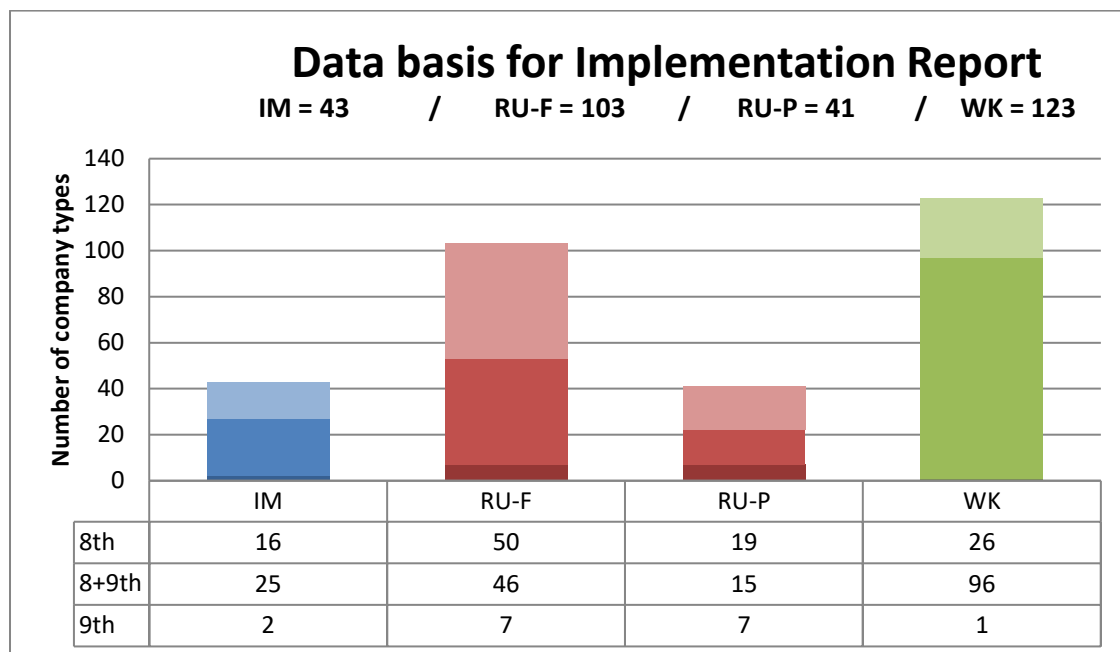 Data basis for Implementation Report
IM = 43 / RU-F = 103 / RU-P = 41 / WK = 123
Number of company types
140
120
100
80
60
40
20
0
IM RU-F RU-P WK
8th 16 50 19 26
8+9th 25 46 15 96
9th 2 7 7 1